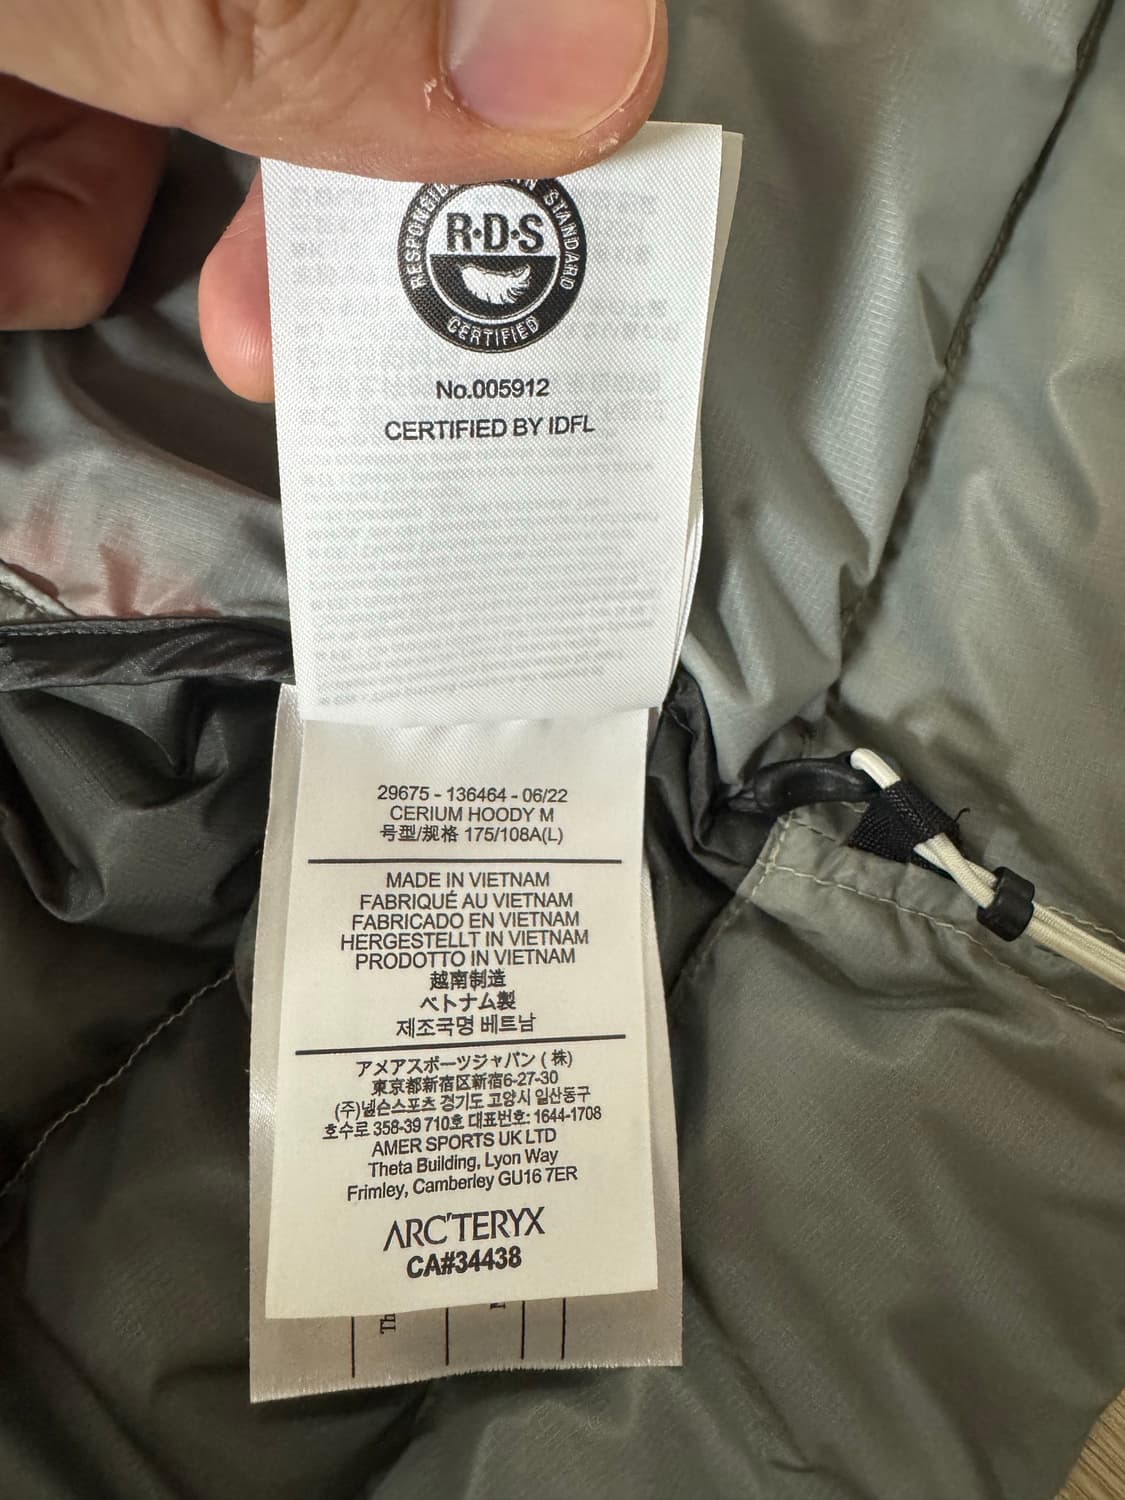 RESPONSIBLE DOWN STANDARD
R·D·S
CERTIFIED
No.005912
CERTIFIED BY IDFL
29675 - 136464 - 06/22
CERIUM HOODY M
号型/规格 175/108A(L)
MADE IN VIETNAM
FABRIQUÉ AU VIETNAM
FABRICADO EN VIETNAM
HERGESTELLT IN VIETNAM
PRODOTTO IN VIETNAM
越南制造
ベトナム製
제조국명 베트남
アメアスポーツジャパン ( 株)
東京都新宿区新宿6-27-30
(주)넬슨스포츠 경기도 고양시 일산동구
호수로 358-39 710호 대표번호: 1644-1708
AMER SPORTS UK LTD
Theta Building, Lyon Way
Frimley, Camberley GU16 7ER
ARC'TERYX
CA#34438
Th